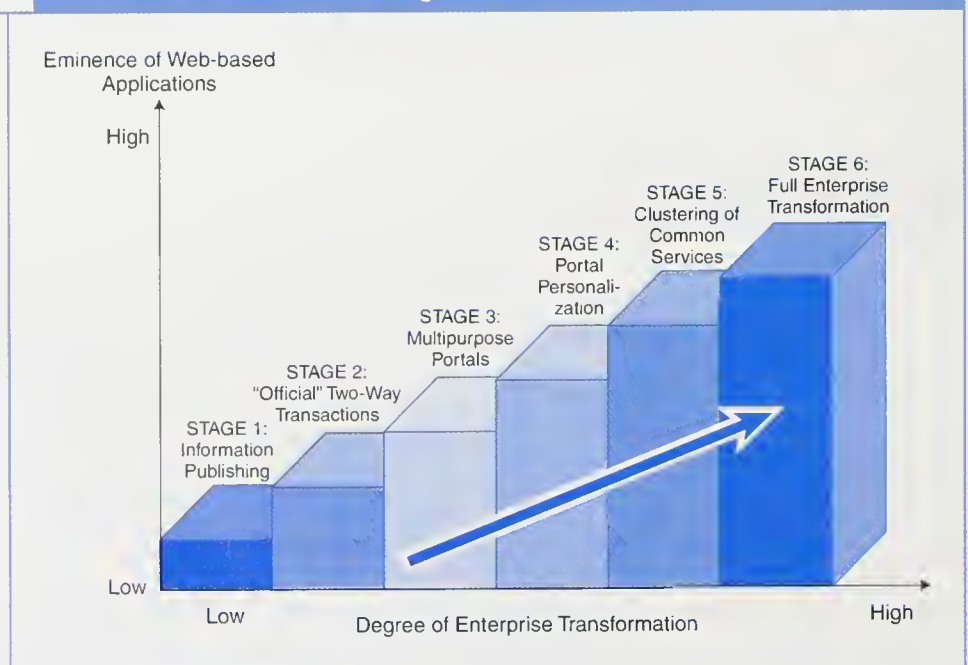 Eminence of Web-based
Applications
High
STAGE 6:
Full Enterprise
Transformation
STAGE 5:
Clustering of
Common
Services
STAGE 4:
Portal
Personali-
zation
STAGE 3:
Multipurpose
Portals
STAGE 2:
"Official" Two-Way
Transactions
STAGE 1:
Information
Publishing
Low
Low
Degree of Enterprise Transformation
High